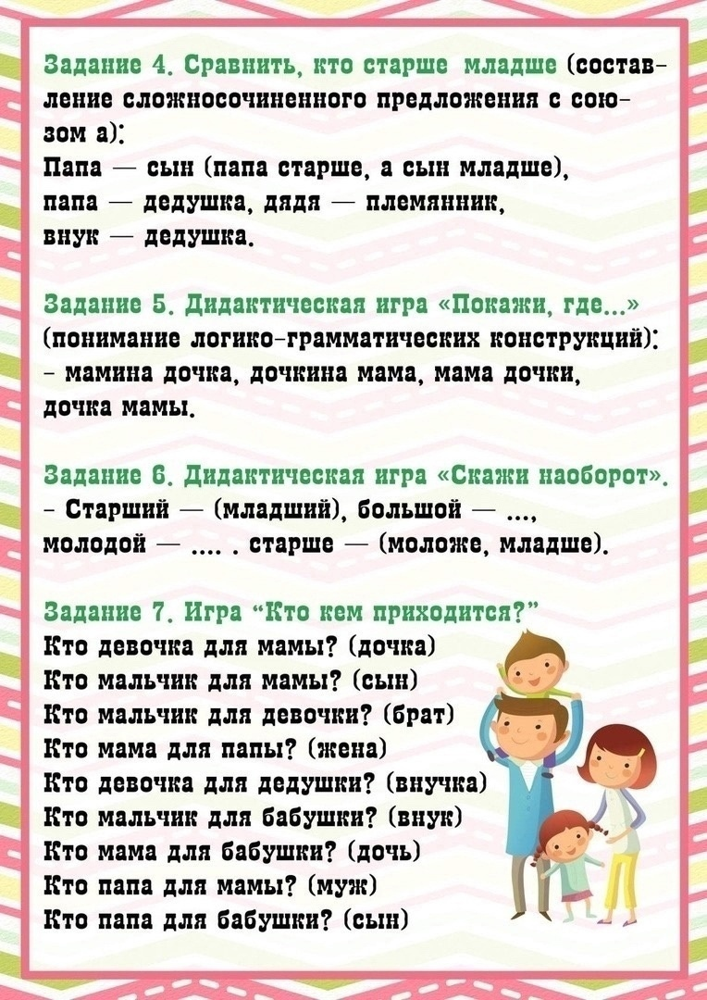 Задание 4. Сравнить, кто старше младше (состав-
ление сложносочиненного предложения с сою-
зом а):
Папа — сын (папа старше, а сын младше),
папа — дедушка, дядя — племянник,
внук — дедушка.
Задание 5. Дидактическая игра «Покажи, где...»
(понимание логико-грамматических конструкций):
- мамина дочка, дочкина мама, мама дочки,
дочка мамы.
Задание 6. Дидактическая игра «Скажи наоборот».
- Старший — (младший), большой — ...,
молодой — .... . старше — (моложе, младше).
Задание 7. Игра “Кто кем приходится?”
Кто девочка для мамы? (дочка)
Кто мальчик для мамы? (сын)
Кто мальчик для девочки? (брат)
Кто мама для папы? (жена)
Кто девочка для дедушки? (внучка)
Кто мальчик для бабушки? (внук)
Кто мама для бабушки? (дочь)
Кто папа для мамы? (муж)
Кто папа для бабушки? (сын)